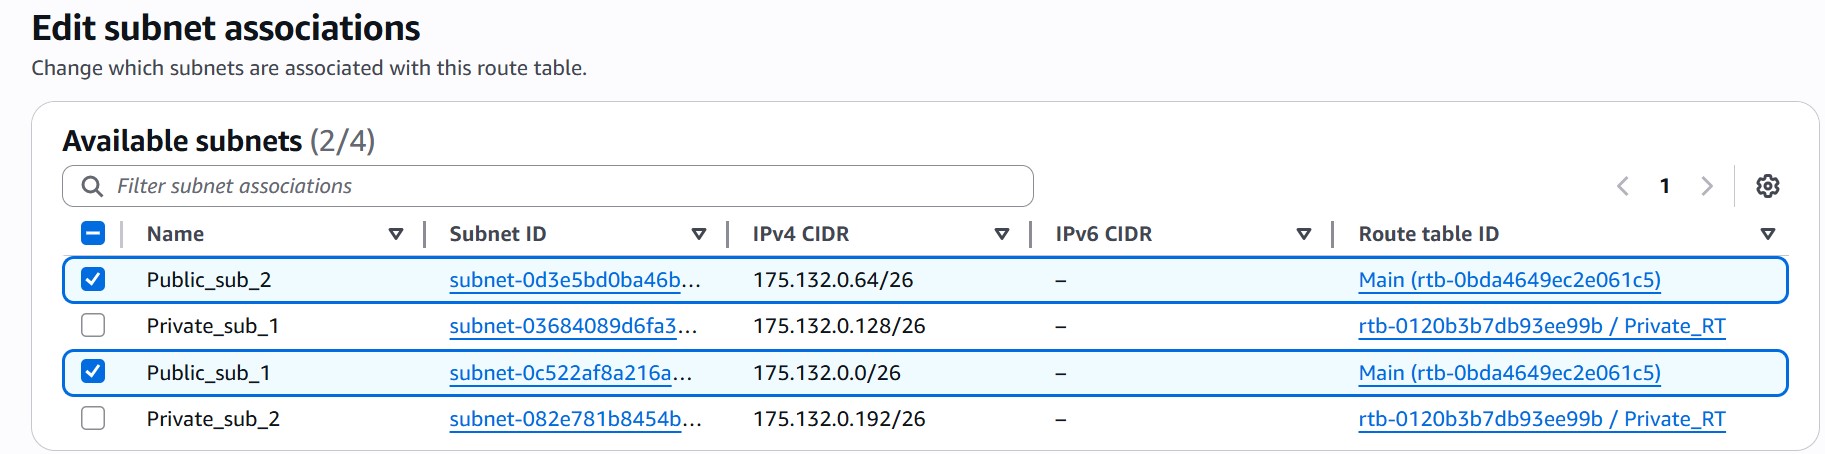 Edit subnet associations
Change which subnets are associated with this route table.
Available subnets (2/4)
Filter subnet associations
1
Name Subnet ID IPv4 CIDR IPv6 CIDR Route table ID
Public_sub_2 subnet-0d3e5bd0ba46b... 175.132.0.64/26 – Main (rtb-0bda4649ec2e061c5)
Private_sub_1 subnet-03684089d6fa3... 175.132.0.128/26 – rtb-0120b3b7db93ee99b / Private_RT
Public_sub_1 subnet-0c522af8a216a... 175.132.0.0/26 – Main (rtb-0bda4649ec2e061c5)
Private_sub_2 subnet-082e781b8454b... 175.132.0.192/26 – rtb-0120b3b7db93ee99b / Private_RT